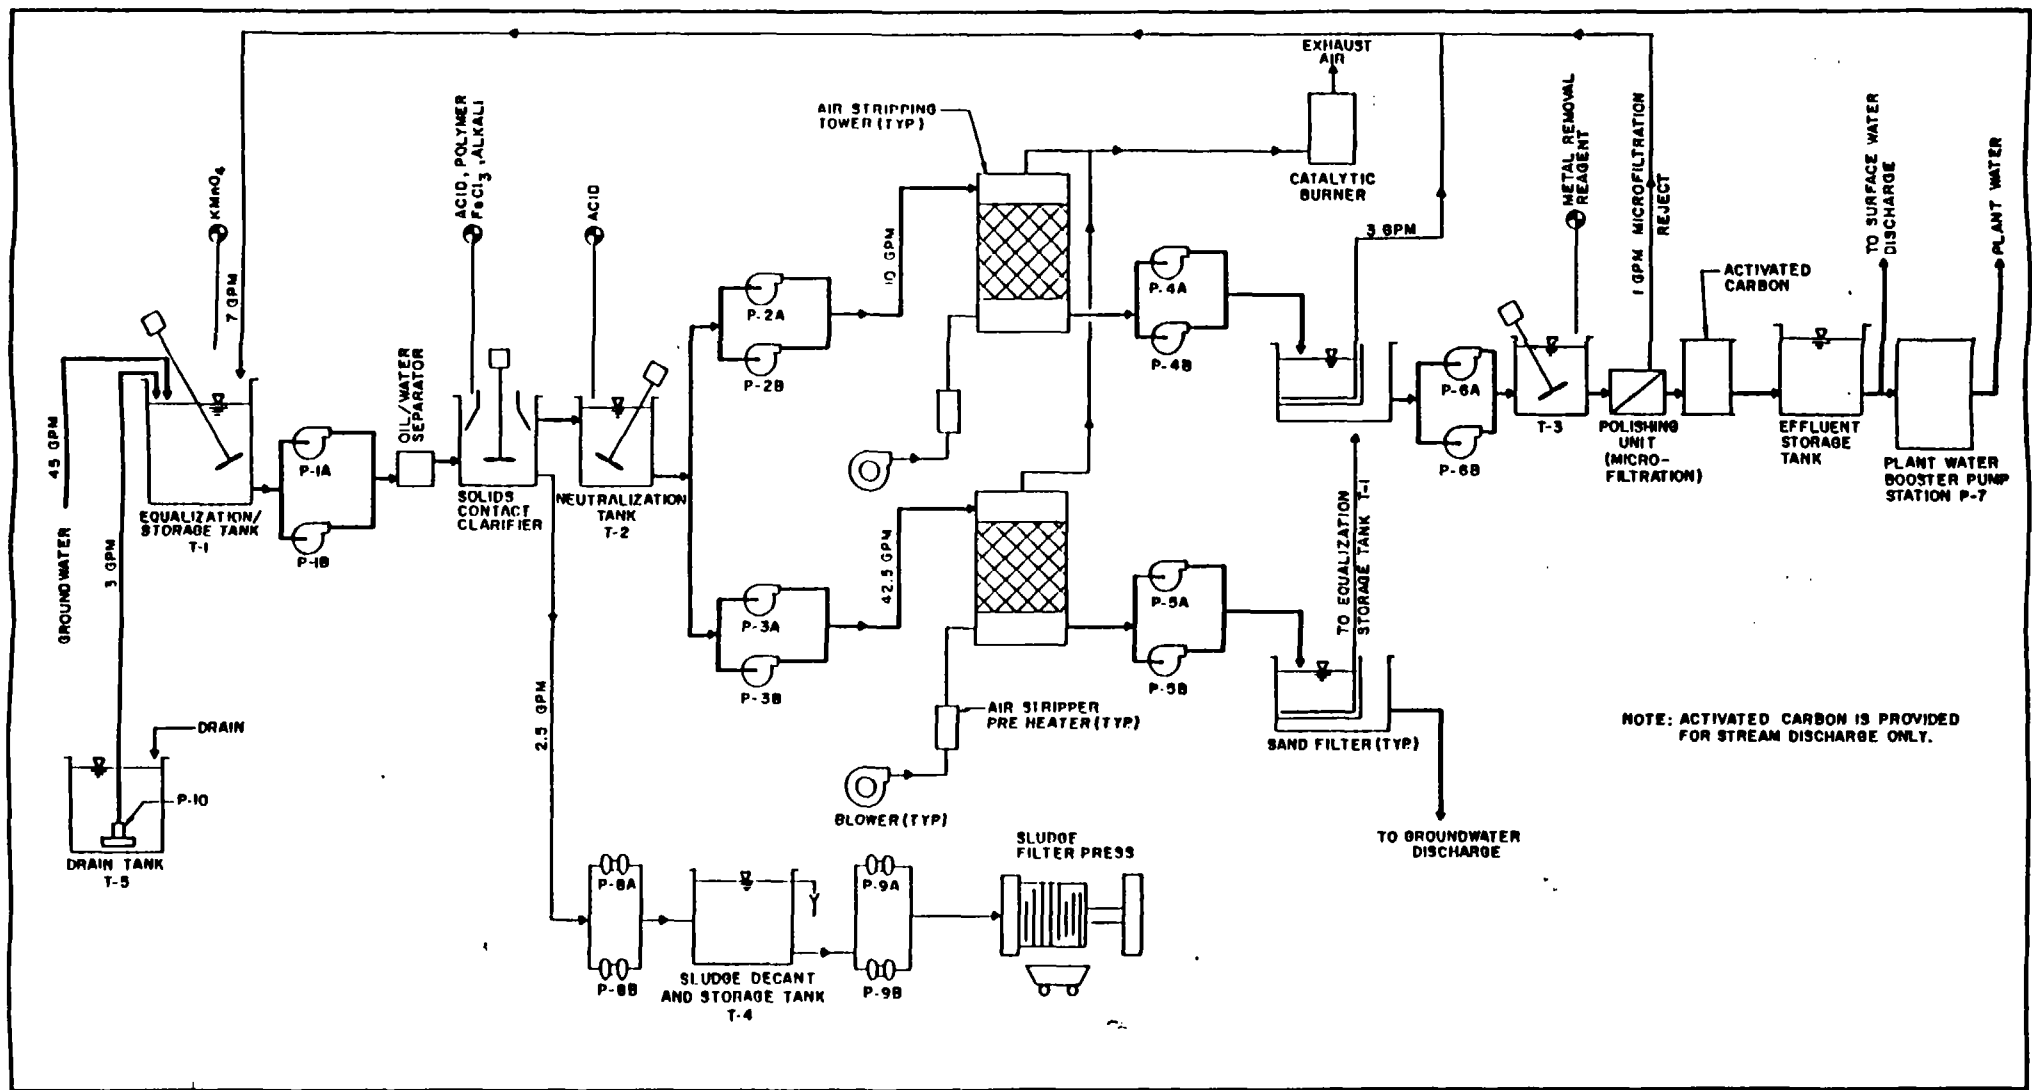 EXHAUST
AIR
AIR STRIPPING
TOWER (TYP)
CATALYTIC
BURNER
KMnO4
7 GPM
ACID, POLYMER
FeCl3, ALKALI
ACID
10 GPM
3 GPM
METAL REMOVAL
REAGENT
1 GPM MICROFILTRATION
REJECT
TO SURFACE WATER
DISCHARGE
PLANT WATER
ACTIVATED
CARBON
P-2A
P-2B
P-4A
P-4B
P-6A
P-6B
45 GPM
GROUNDWATER
3 GPM
EQUALIZATION/
STORAGE TANK
T-1
P-1A
P-1B
OIL/WATER
SEPARATOR
SOLIDS
CONTACT
CLARIFIER
NEUTRALIZATION
TANK
T-2
T-3
POLISHING
UNIT
(MICRO-
FILTRATION)
EFFLUENT
STORAGE
TANK
PLANT WATER
BOOSTER PUMP
STATION P-7
42.5 GPM
P-3A
P-3B
P-5A
P-5B
TO EQUALIZATION
STORAGE TANK T-1
2.5 GPM
AIR STRIPPER
PRE HEATER (TYP)
BLOWER (TYP)
SAND FILTER (TYP)
NOTE: ACTIVATED CARBON IS PROVIDED
FOR STREAM DISCHARGE ONLY.
TO GROUNDWATER
DISCHARGE
DRAIN
P-10
DRAIN TANK
T-5
P-8A
P-8B
SLUDGE DECANT
AND STORAGE TANK
T-4
P-9A
P-9B
SLUDGE
FILTER PRESS